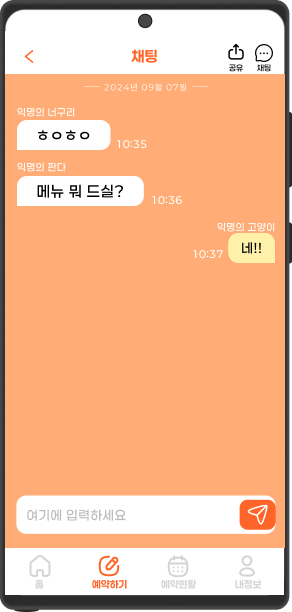 채팅
공유
채팅
2024년 09월 07일
익명의 너구리
ㅎㅇㅎㅇ
10:35
익명의 판다
메뉴 뭐 드실?
10:36
익명의 고양이
네!!
10:37
여기에 입력하세요
홈
예약하기
예약현황
내정보